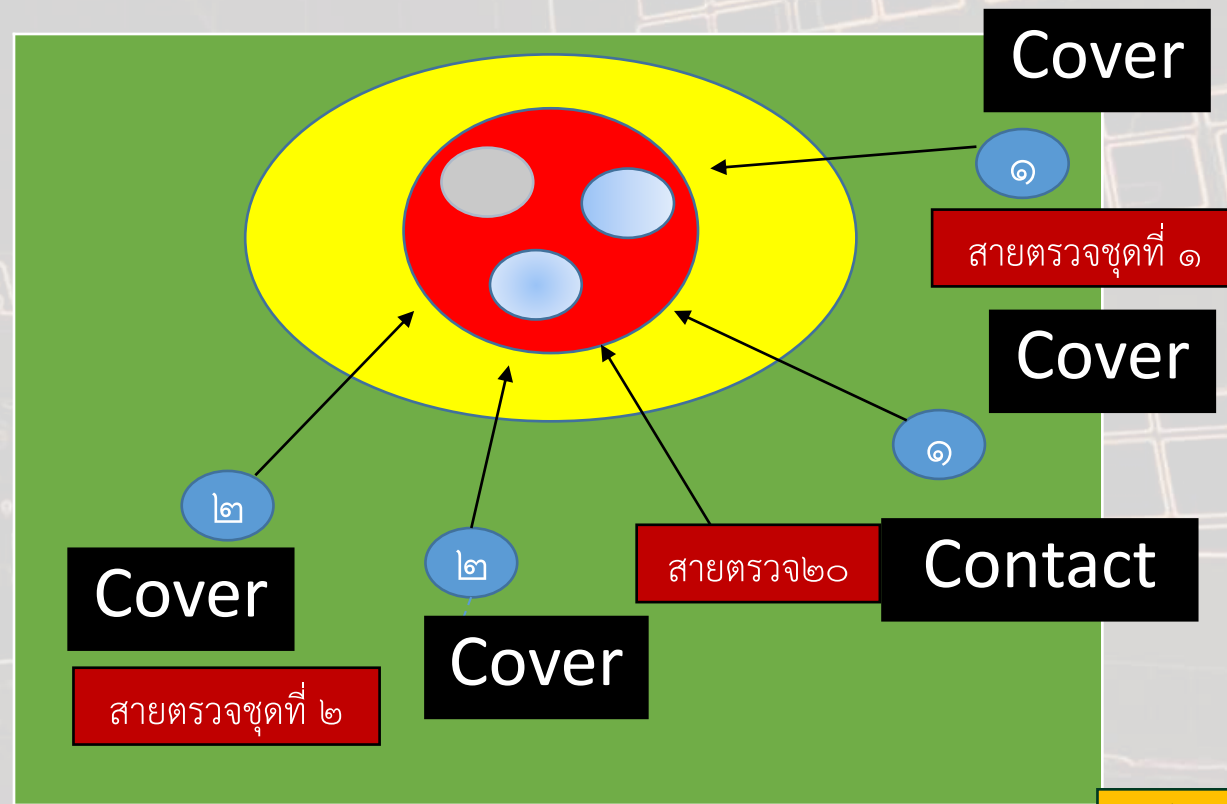 Cover
๑
สายตรวจชุดที่ ๑
Cover
๑
๒
Cover
สายตรวจชุดที่ ๒
๒
Cover
สายตรวจ๒๐
Contact